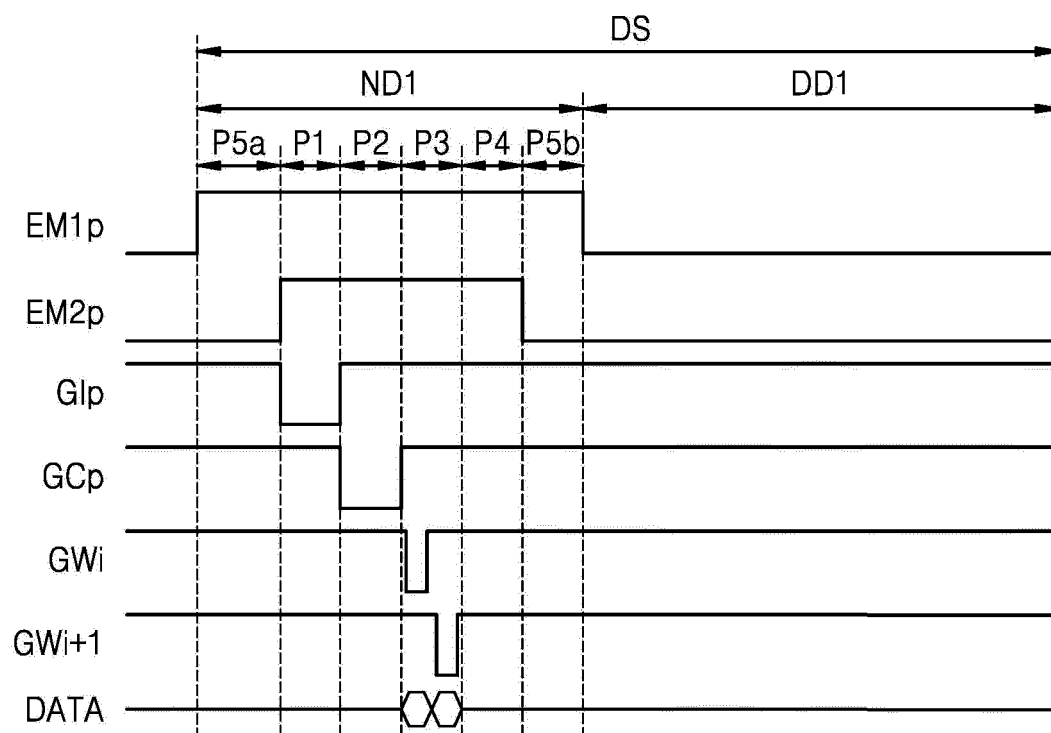 DS
ND1 DD1
P5a P1 P2 P3 P4 P5b
EM1p
EM2p
GIp
GCp
GWi
GWi+1
DATA